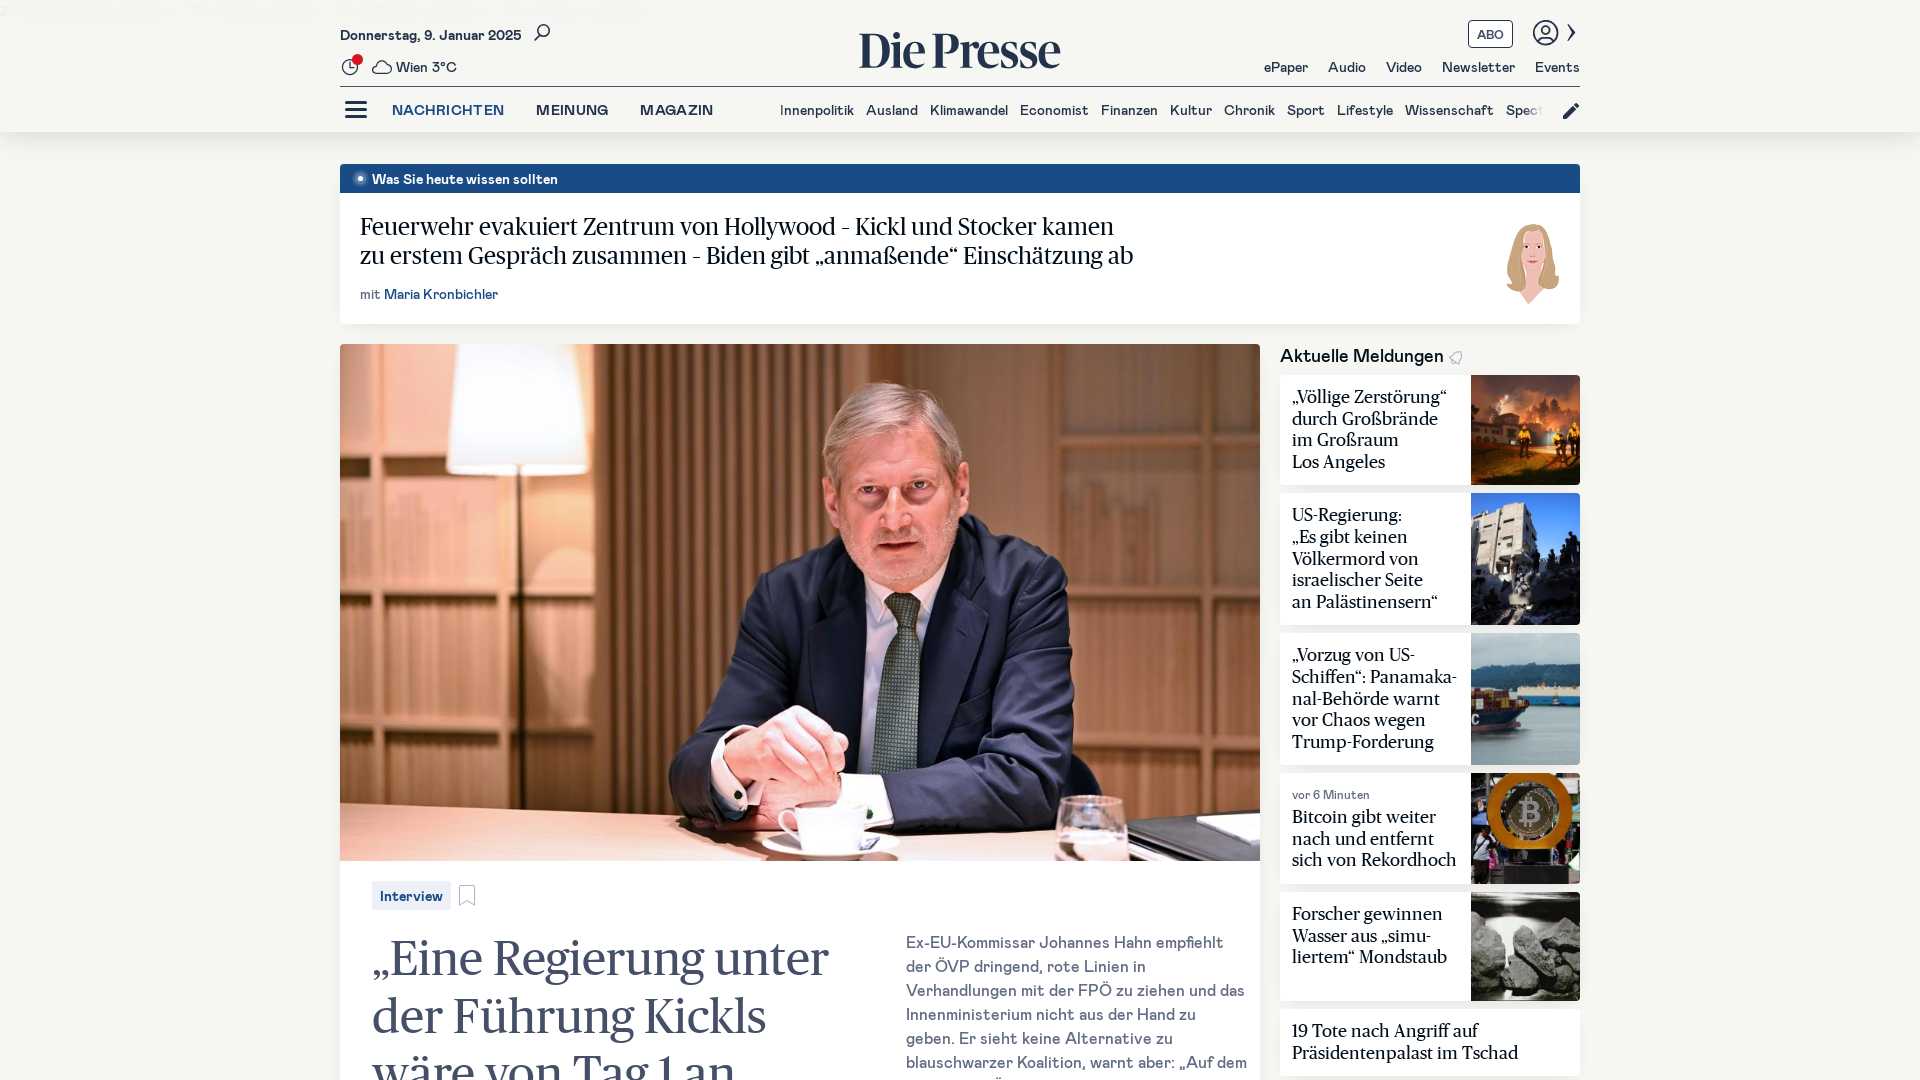 Donnerstag, 9. Januar 2025
Wien 3°C
Die Presse
ABO
ePaper Audio Video Newsletter Events
NACHRICHTEN MEINUNG MAGAZIN
Innenpolitik Ausland Klimawandel Economist Finanzen Kultur Chronik Sport Lifestyle Wissenschaft Spect
Was Sie heute wissen sollten
Feuerwehr evakuiert Zentrum von Hollywood – Kickl und Stocker kamen
zu erstem Gespräch zusammen – Biden gibt „anmaßende“ Einschätzung ab
mit Maria Kronbichler
Interview
„Eine Regierung unter
der Führung Kickls
wäre von Tag 1 an
Ex-EU-Kommissar Johannes Hahn empfiehlt
der ÖVP dringend, rote Linien in
Verhandlungen mit der FPÖ zu ziehen und das
Innenministerium nicht aus der Hand zu
geben. Er sieht keine Alternative zu
blauschwarzer Koalition, warnt aber: „Auf dem
Aktuelle Meldungen
„Völlige Zerstörung“
durch Großbrände
im Großraum
Los Angeles
US-Regierung:
„Es gibt keinen
Völkermord von
israelischer Seite
an Palästinensern“
„Vorzug von US-
Schiffen“: Panamaka-
nal-Behörde warnt
vor Chaos wegen
Trump-Forderung
vor 6 Minuten
Bitcoin gibt weiter
nach und entfernt
sich von Rekordhoch
Forscher gewinnen
Wasser aus „simu-
liertem“ Mondstaub
19 Tote nach Angriff auf
Präsidentenpalast im Tschad